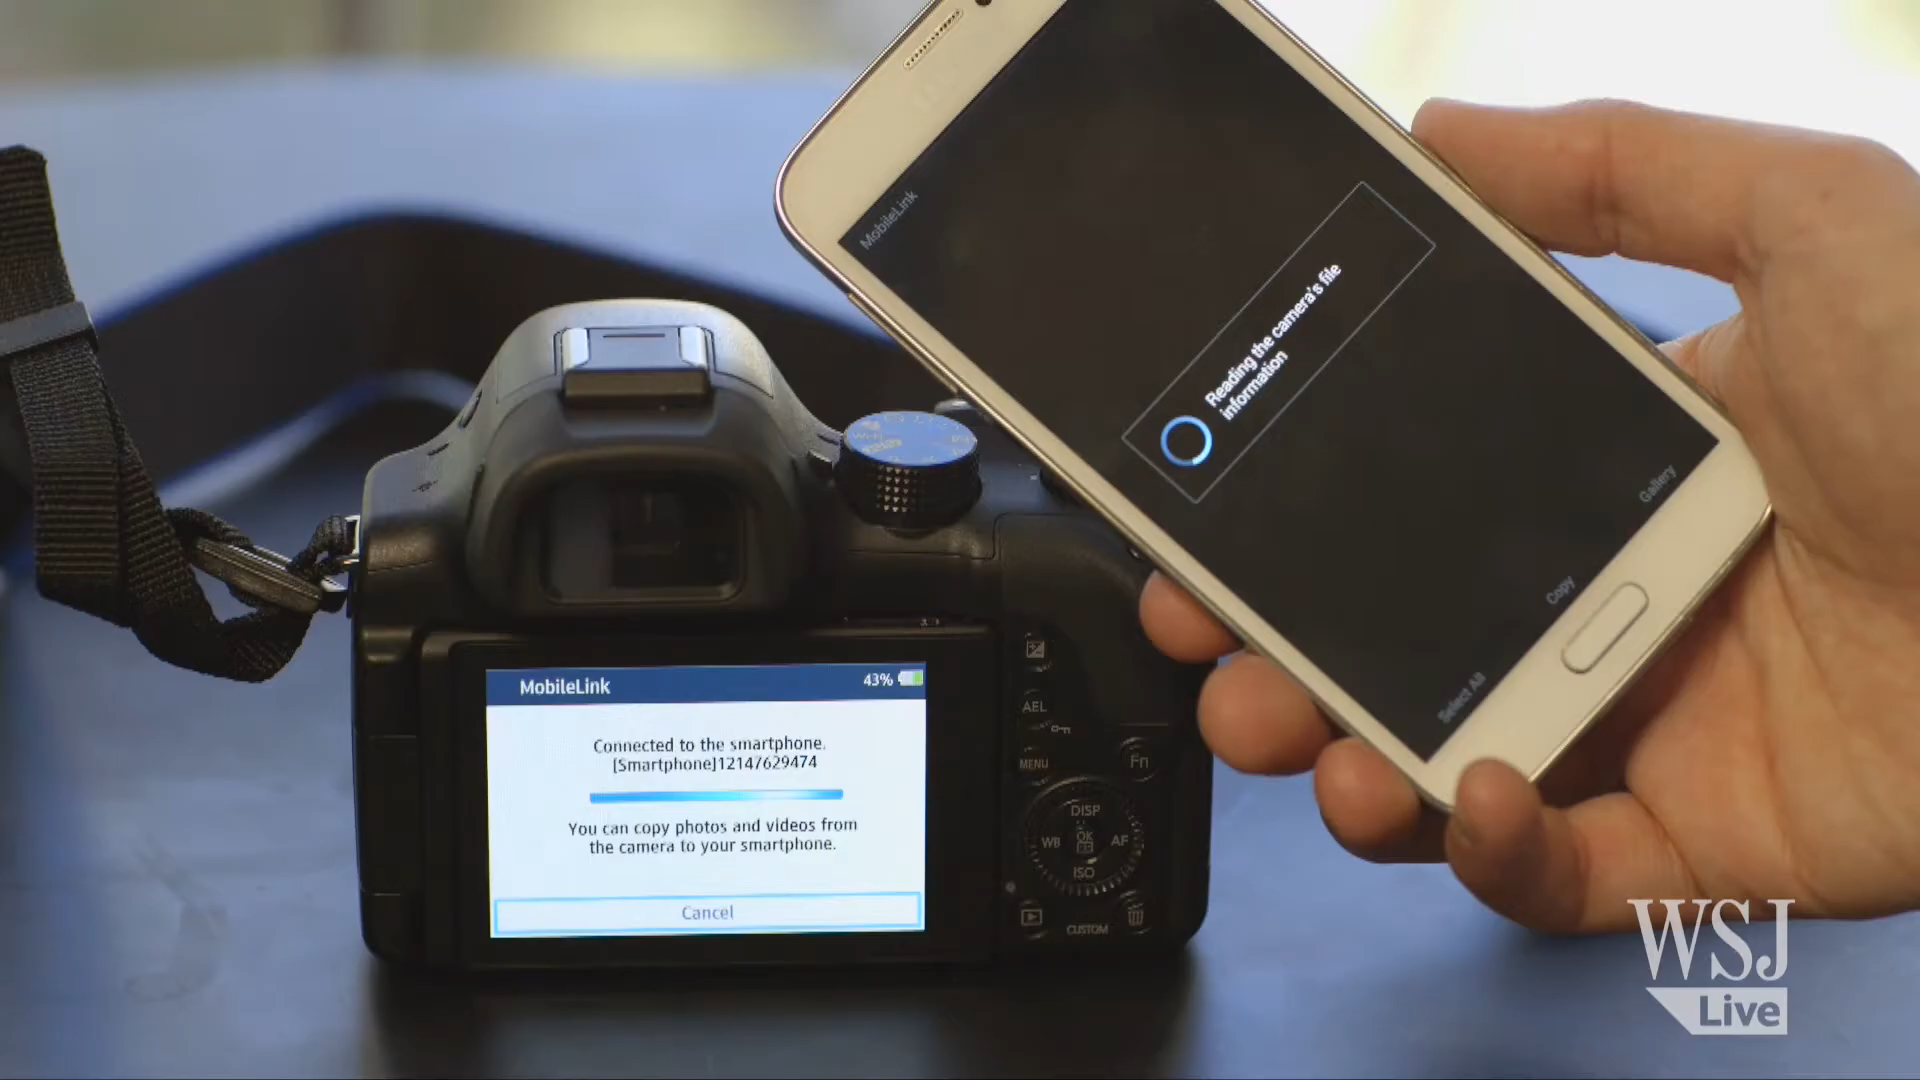 MobileLink
Reading the camera's file
information
Gallery
Copy
Select All
Wi-Fi
MobileLink
43%
Connected to the smartphone.
[Smartphone]12147629474
You can copy photos and videos from
the camera to your smartphone.
Cancel
AEL
MENU
Fn
DISP
WB
OK
AF
ISO
CUSTOM
WSJ
Live